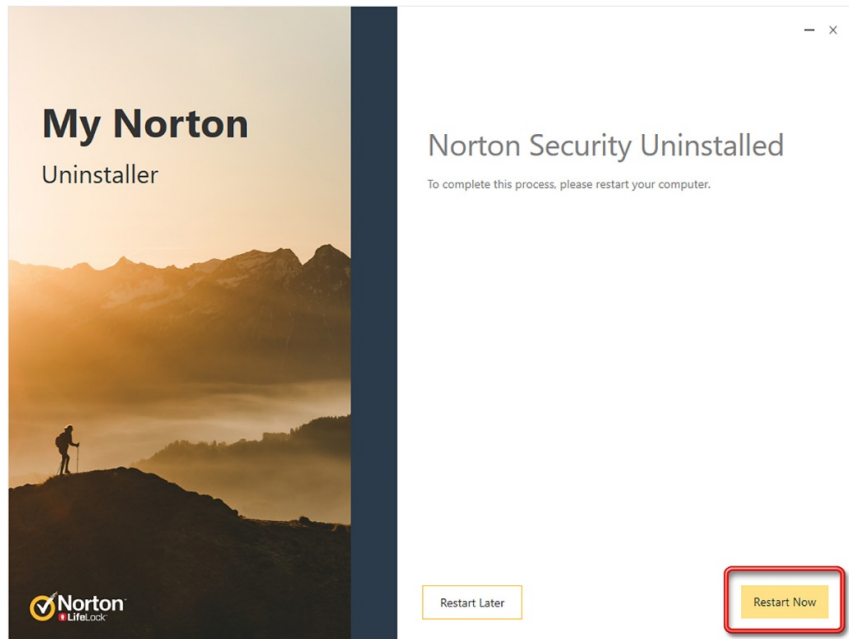 My Norton
Uninstaller
Norton Security Uninstalled
To complete this process, please restart your computer.
Restart Later
Restart Now
Norton
LifeLock